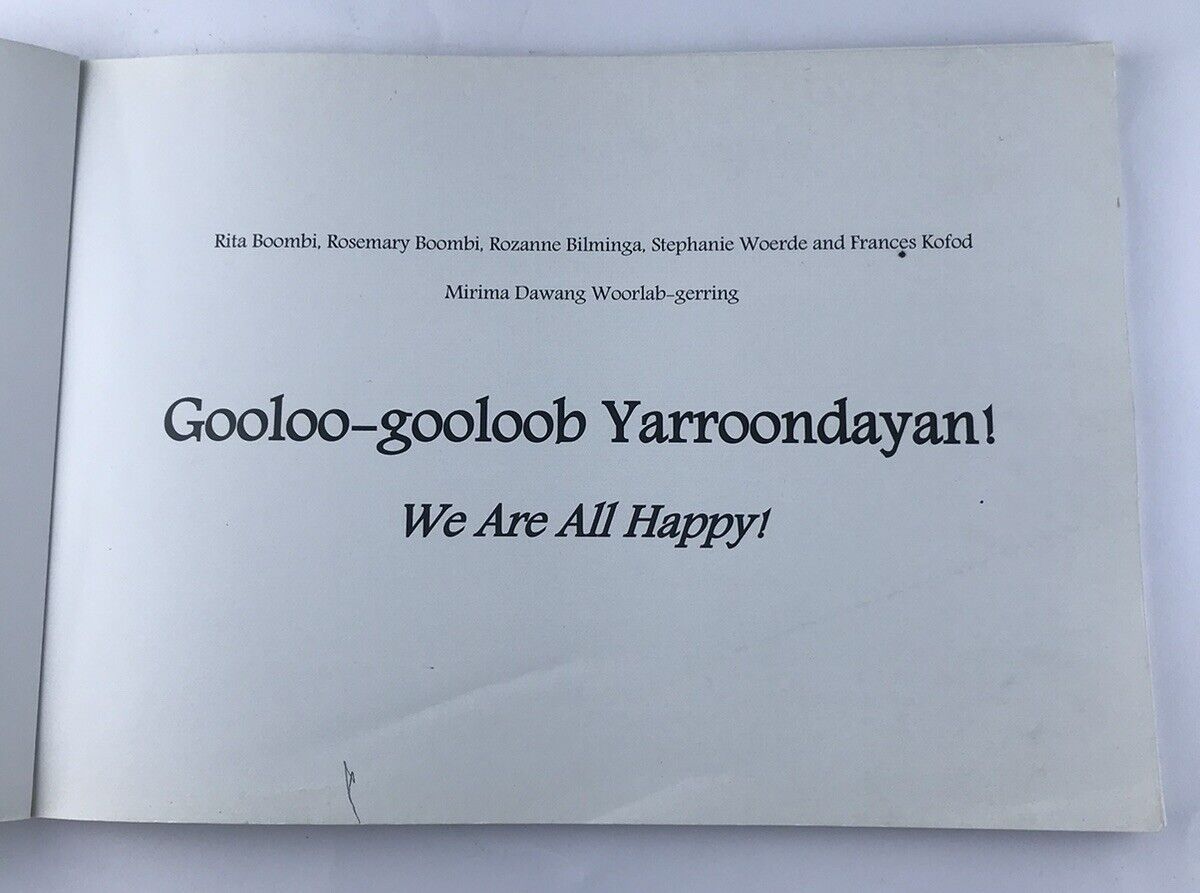 Rita Boombi, Rosemary Boombi, Rozanne Bilminga, Stephanie Woerde and Frances Kofod
Mirima Dawang Woorlab-gerring
Gooloo-gooloob Yarroondayan!
We Are All Happy!